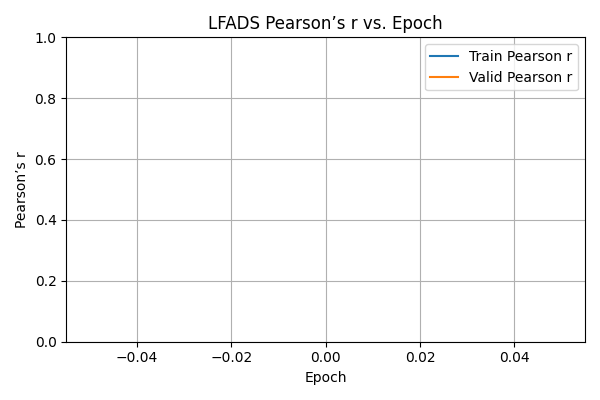 LFADS Pearson’s r vs. Epoch
Train Pearson r
Valid Pearson r
1.0
0.8
0.6
0.4
0.2
0.0
Pearson’s r
−0.04
−0.02
0.00
0.02
0.04
Epoch